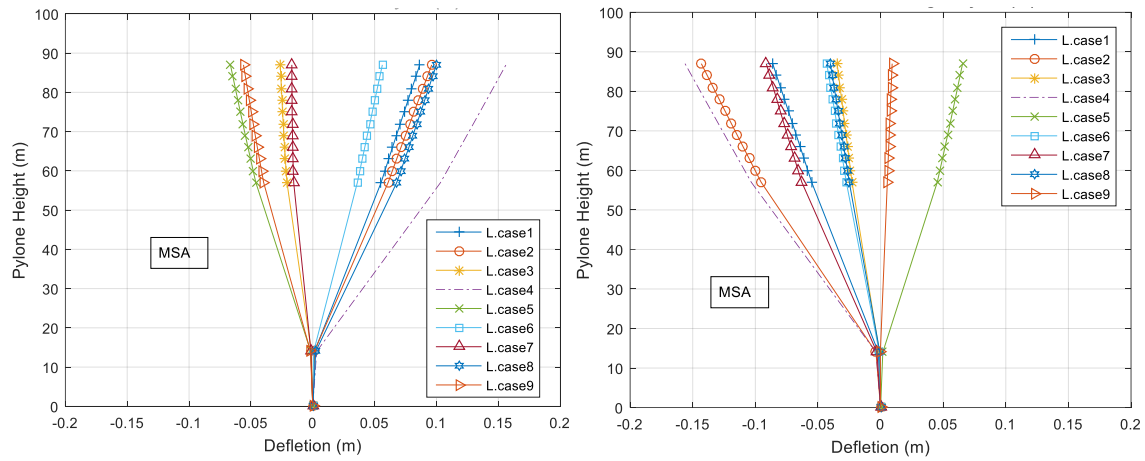 100
90
80
70
60
50
40
30
20
10
0
Pylone Height (m)
MSA
L.case1
L.case2
L.case3
L.case4
L.case5
L.case6
L.case7
L.case8
L.case9
-0.2 -0.15 -0.1 -0.05 0 0.05 0.1 0.15 0.2
Defletion (m)
100
90
80
70
60
50
40
30
20
10
0
Pylone Height (m)
L.case1
L.case2
L.case3
L.case4
L.case5
L.case6
L.case7
L.case8
L.case9
MSA
-0.2 -0.15 -0.1 -0.05 0 0.05 0.1 0.15 0.2
Defletion (m)